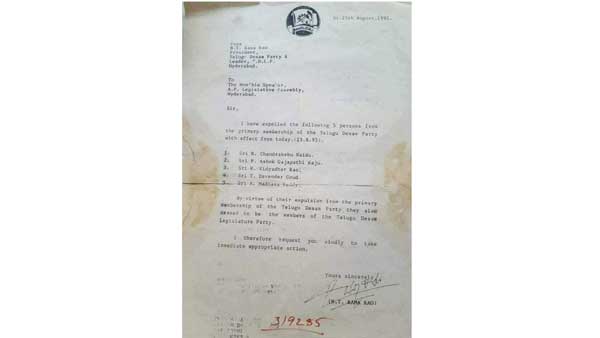 Dt.25th August,1995.
From
N.T. Rama Rao
President,
Telugu Desam Party &
Leader, T.D.L.P.
Hyderabad.
To
The Hon'ble Speaker,
A.P. Legislative Assembly,
Hyderabad.
Sir,
I have expelled the following 5 persons from
the primary membership of the Telugu Desam Party
with effect from today.
1. Sri N. Chandrababu Naidu.
2. Sri P. Ashok Gajapathi Raju.
3. Sri K. Vidyadhar Rao.
4. Sri T. Devender Goud
5. Sri A. Madhava Reddy.
By virtue of their expulsion from the primary
membership of the Telugu Desam Party they also
to be the members of the Telugu Desam
Legislature Party.
I therefore request you kindly to take
immediate appropriate action.
Yours sincerely
(N.T. RAMA RAO)
319285